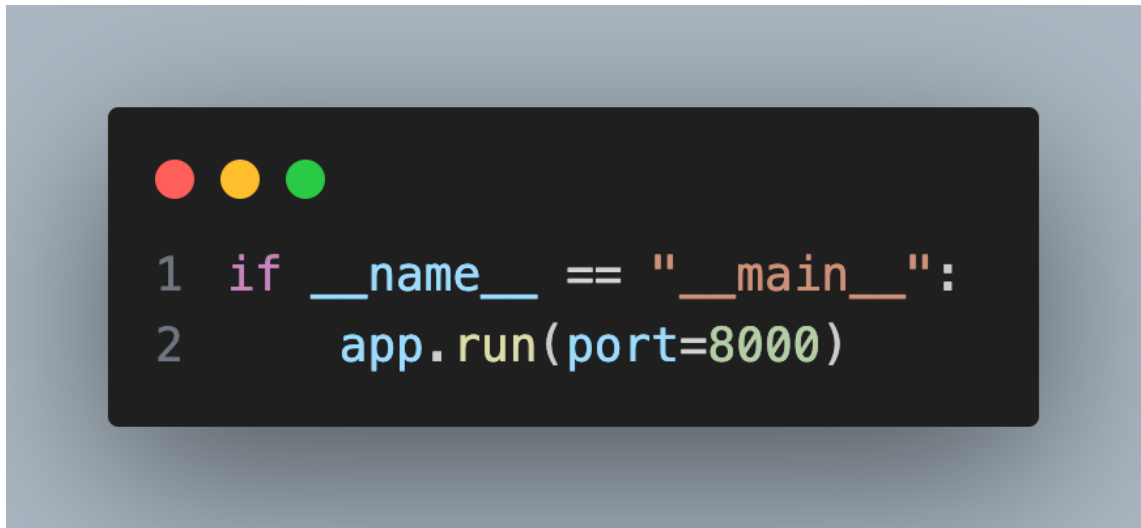 1 if __name__ == "__main__":
2     app.run(port=8000)